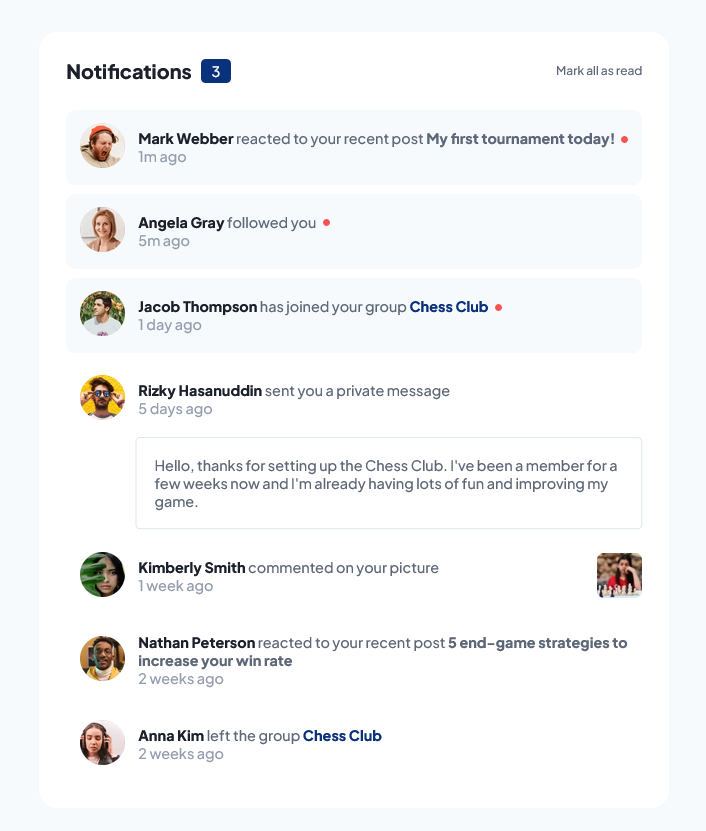 Notifications 3
Mark all as read
Mark Webber reacted to your recent post My first tournament today!
1m ago
Angela Gray followed you
5m ago
Jacob Thompson has joined your group Chess Club
1 day ago
Rizky Hasanuddin sent you a private message
5 days ago
Hello, thanks for setting up the Chess Club. I've been a member for a
few weeks now and I'm already having lots of fun and improving my
game.
Kimberly Smith commented on your picture
1 week ago
Nathan Peterson reacted to your recent post 5 end-game strategies to
increase your win rate
2 weeks ago
Anna Kim left the group Chess Club
2 weeks ago